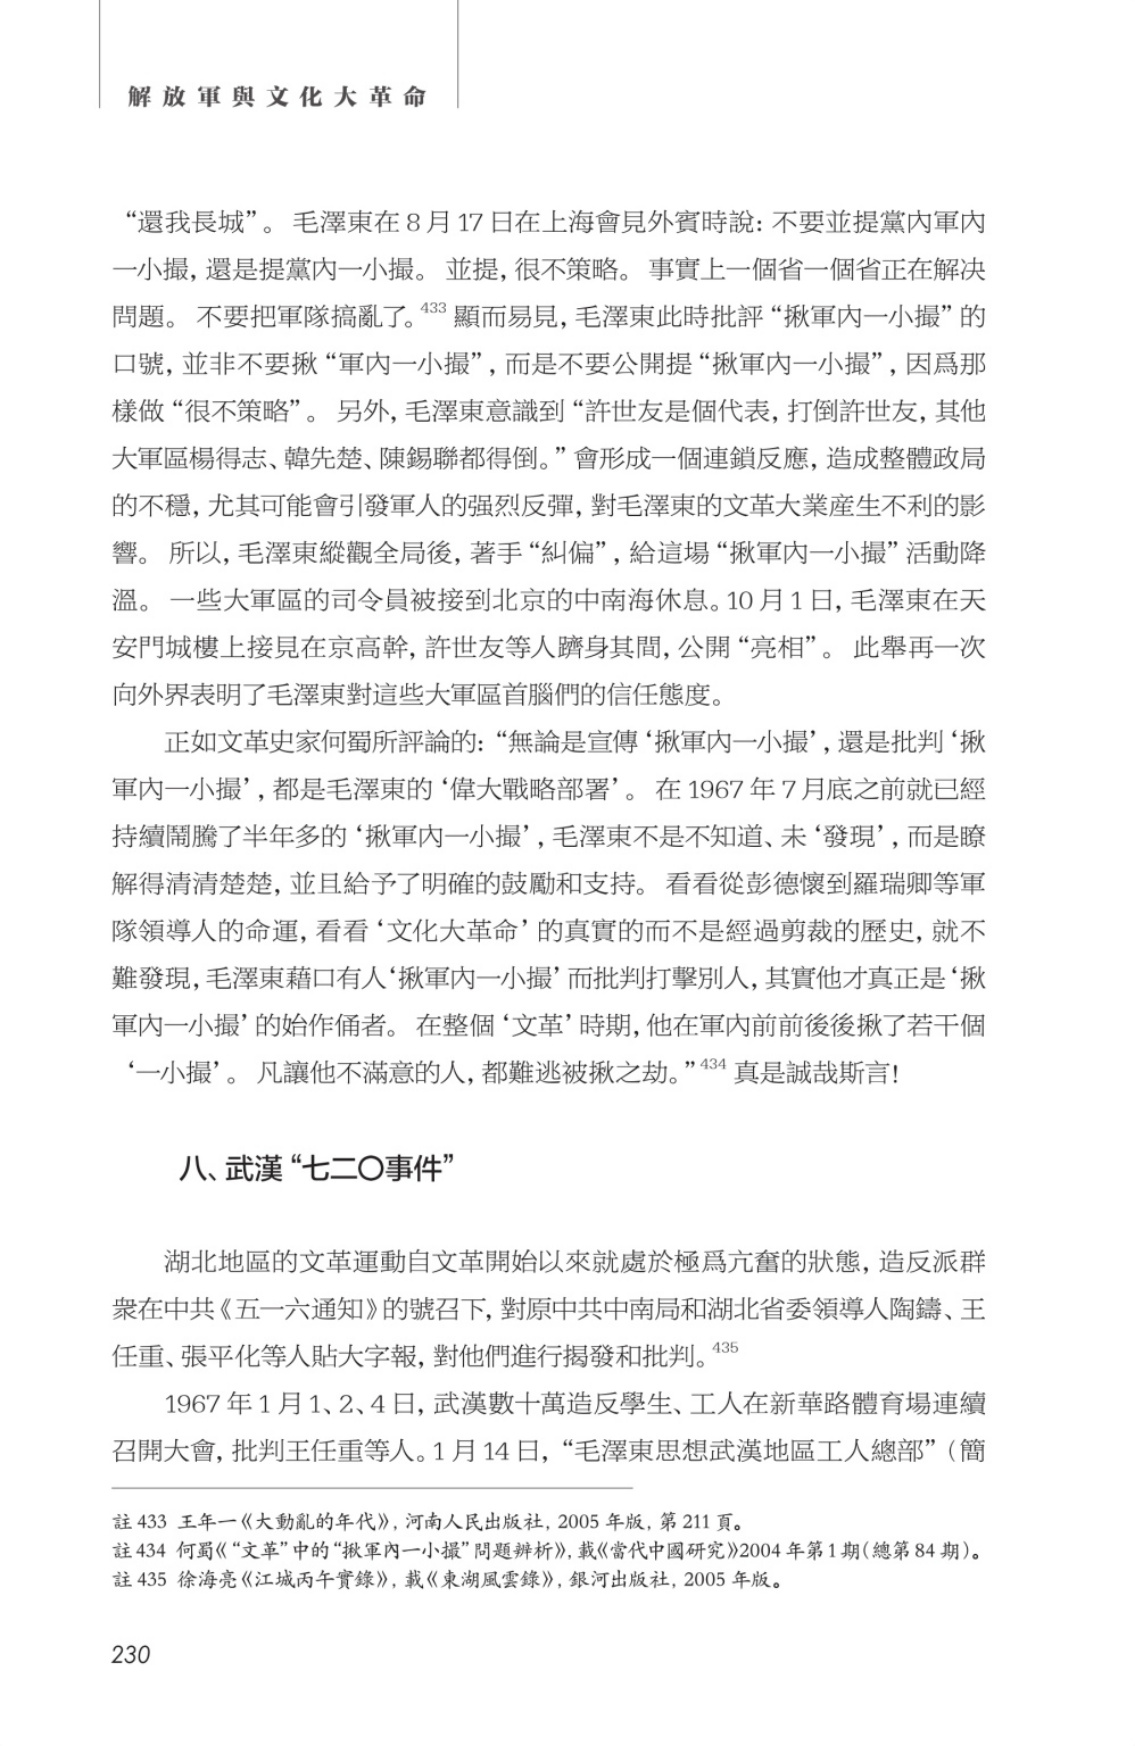 解放軍與文化大革命
“還我長城”。 毛澤東在 8 月 17 日在上海會見外賓時說: 不要並提黨內軍內
一小撮, 還是提黨內一小撮。 並提, 很不策略。 事實上一個省一個省正在解決
問題。 不要把軍隊搞亂了。433 顯而易見, 毛澤東此時批評 “揪軍內一小撮” 的
口號, 並非不要揪 “軍內一小撮”, 而是不要公開提 “揪軍內一小撮”, 因爲那
樣做 “很不策略”。 另外, 毛澤東意識到 “許世友是個代表, 打倒許世友, 其他
大軍區楊得志、韓先楚、陳錫聯都得倒。” 會形成一個連鎖反應, 造成整體政局
的不穩, 尤其可能會引發軍人的强烈反彈, 對毛澤東的文革大業産生不利的影
響。 所以, 毛澤東縱觀全局後, 著手 “糾偏”, 給這場 “揪軍內一小撮” 活動降
溫。 一些大軍區的司令員被接到北京的中南海休息。10 月 1 日, 毛澤東在天
安門城樓上接見在京高幹, 許世友等人躋身其間, 公開 “亮相”。 此舉再一次
向外界表明了毛澤東對這些大軍區首腦們的信任態度。
正如文革史家何蜀所評論的: “無論是宣傳 ‘揪軍內一小撮’, 還是批判 ‘揪
軍內一小撮’, 都是毛澤東的 ‘偉大戰略部署’。 在 1967 年 7 月底之前就已經
持續鬧騰了半年多的 ‘揪軍內一小撮’, 毛澤東不是不知道、未 ‘發現’, 而是瞭
解得清清楚楚, 並且給予了明確的鼓勵和支持。 看看從彭德懷到羅瑞卿等軍
隊領導人的命運, 看看 ‘文化大革命’ 的真實的而不是經過剪裁的歷史, 就不
難發現, 毛澤東藉口有人 ‘揪軍內一小撮’ 而批判打擊別人, 其實他才真正是 ‘揪
軍內一小撮’ 的始作俑者。 在整個 ‘文革’ 時期, 他在軍內前前後後揪了若干個
‘一小撮’。 凡讓他不滿意的人, 都難逃被揪之劫。” 434 真是誠哉斯言!
八、武漢 “七二〇事件”
湖北地區的文革運動自文革開始以來就處於極爲亢奮的狀態, 造反派群
衆在中共《五一六通知》的號召下, 對原中共中南局和湖北省委領導人陶鑄、王
任重、張平化等人貼大字報, 對他們進行揭發和批判。435
1967 年 1 月 1、2、4 日, 武漢數十萬造反學生、工人在新華路體育場連續
召開大會, 批判王任重等人。1 月 14 日, “毛澤東思想武漢地區工人總部” (簡
註 433 王年一《大動亂的年代》, 河南人民出版社, 2005 年版, 第 211 頁。
註 434 何蜀《“文革” 中的 “揪軍內一小撮” 問題辨析》, 載《當代中國研究》2004 年第 1 期 (總第 84 期)。
註 435 徐海亮《江城丙午實錄》, 載《東湖風雲錄》, 銀河出版社, 2005 年版。
230